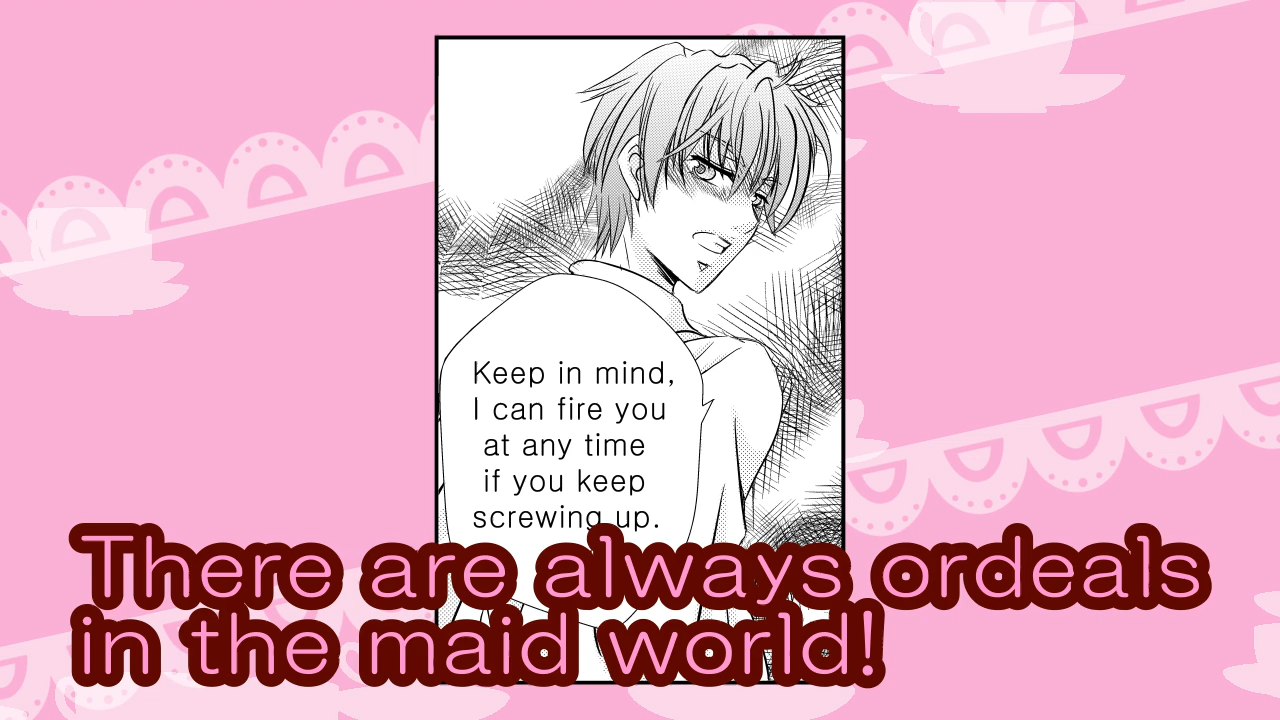 Keep in mind,
I can fire you
at any time
if you keep
screwing up.
There are always ordeals
in the maid world!